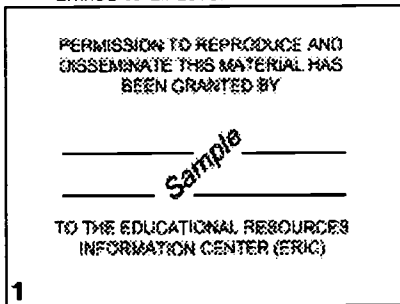 PERMISSION TO REPRODUCE AND
DISSEMINATE THIS MATERIAL HAS
BEEN GRANTED BY
Sample
TO THE EDUCATIONAL RESOURCES
INFORMATION CENTER (ERIC)
1